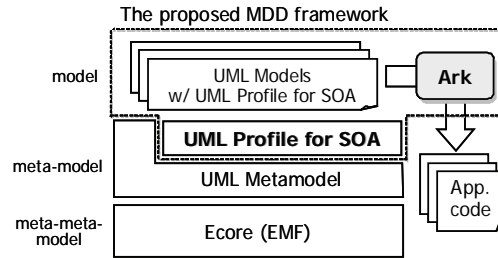 The proposed MDD framework
model
UML Models
w/ UML Profile for SOA
Ark
UML Profile for SOA
meta-model
UML Metamodel
App.
code
meta-meta-
model
Ecore (EMF)